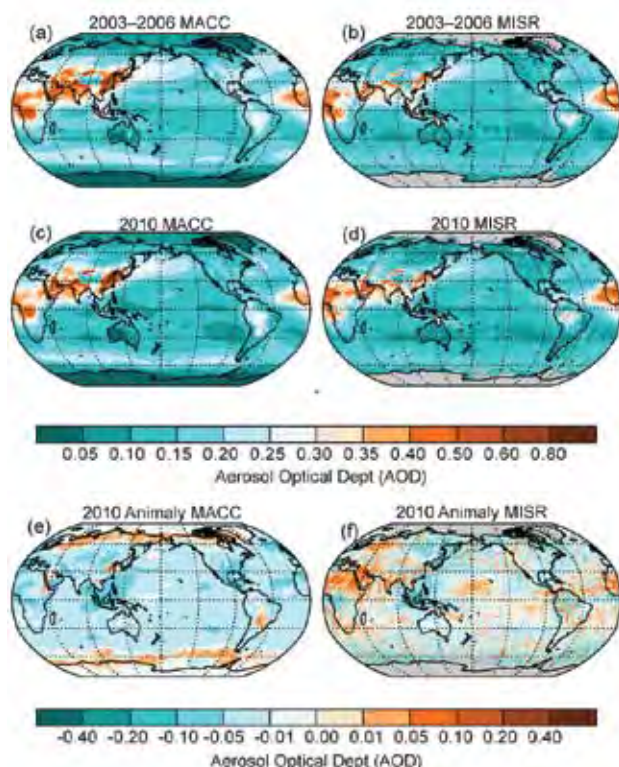 (a) 2003–2006 MACC
(b) 2003–2006 MISR
(c) 2010 MACC
(d) 2010 MISR
0.05 0.10 0.15 0.20 0.25 0.30 0.35 0.40 0.50 0.60 0.80
Aerosol Optical Dept (AOD)
(e) 2010 Animaly MACC
(f) 2010 Animaly MISR
-0.40 -0.20 -0.10 -0.05 -0.01 0.00 0.01 0.05 0.10 0.20 0.40
Aerosol Optical Dept (AOD)